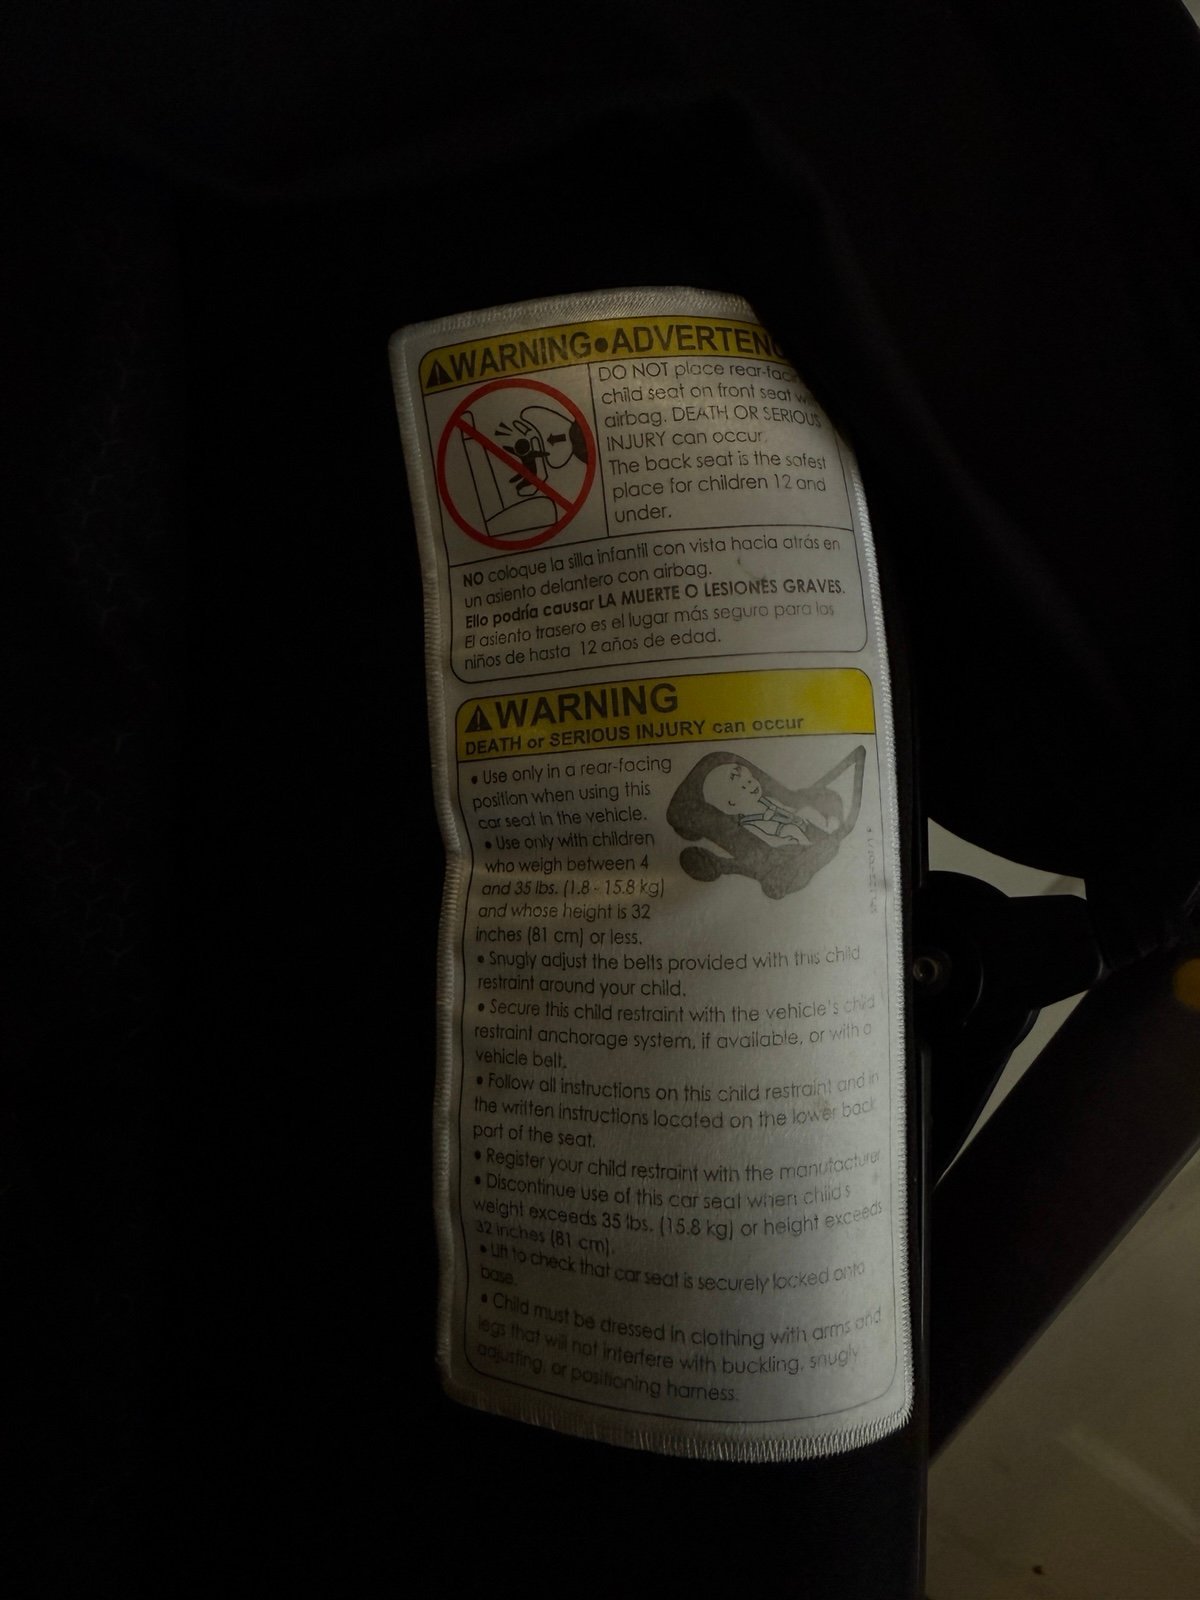 WARNING•ADVERTENC
DO NOT place rear-facin
child seat on front seat
airbag. DEATH OR SERIOUS
INJURY can occur.
The back seat is the safest
place for children 12 and
under.
NO coloque la silla infantil con vista hacia atrás en
un asiento delantero con airbag.
Ello podría causar LA MUERTE O LESIONES GRAVES.
El asiento trasero es el lugar más seguro para los
niños de hasta 12 años de edad.
WARNING
DEATH or SERIOUS INJURY can occur
• Use only in a rear-facing
position when using this
car seat in the vehicle.
• Use only with children
who weigh between 4
and 35 lbs. (1.8 - 15.8 kg)
and whose height is 32
inches (81 cm) or less.
• Snugly adjust the belts provided with this child
restraint around your child.
• Secure this child restraint with the vehicle's child
restraint anchorage system, if available, or with a
vehicle belt.
• Follow all instructions on this child restraint and in
the written instructions located on the lower back
part of the seat.
• Register your child restraint with the manufacturer.
• Discontinue use of this car seat when child's
weight exceeds 35 lbs. (15.8 kg) or height exceeds
32 inches (81 cm).
• Lift to check that car seat is securely locked onto
base.
• Child must be dressed in clothing with arms and
legs that will not interfere with buckling, snugly
adjusting, or positioning harness.